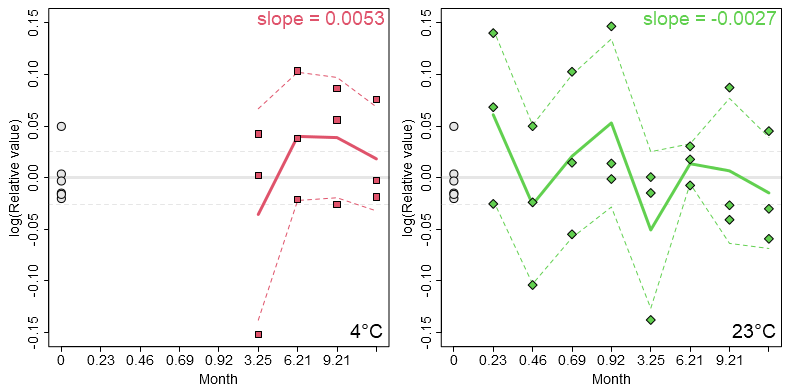 slope = 0.0053
log(Relative value)
0.15
0.10
0.05
0.00
-0.05
-0.10
-0.15
4°C
0 0.23 0.46 0.69 0.92 3.25 6.21 9.21
Month
slope = -0.0027
log(Relative value)
0.15
0.10
0.05
0.00
-0.05
-0.10
-0.15
23°C
0 0.23 0.46 0.69 0.92 3.25 6.21 9.21
Month